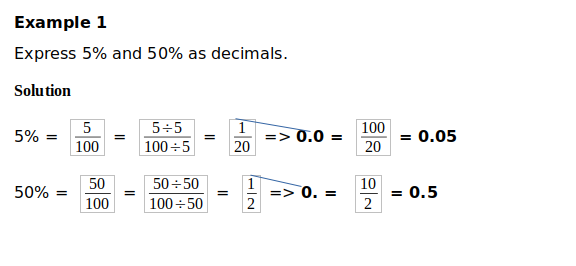 Example 1
Express 5% and 50% as decimals.
Solution
5% = 5/100 = 5÷5/100÷5 = 1/20 => 0.0 = 100/20 = 0.05
50% = 50/100 = 50÷50/100÷50 = 1/2 => 0. = 10/2 = 0.5